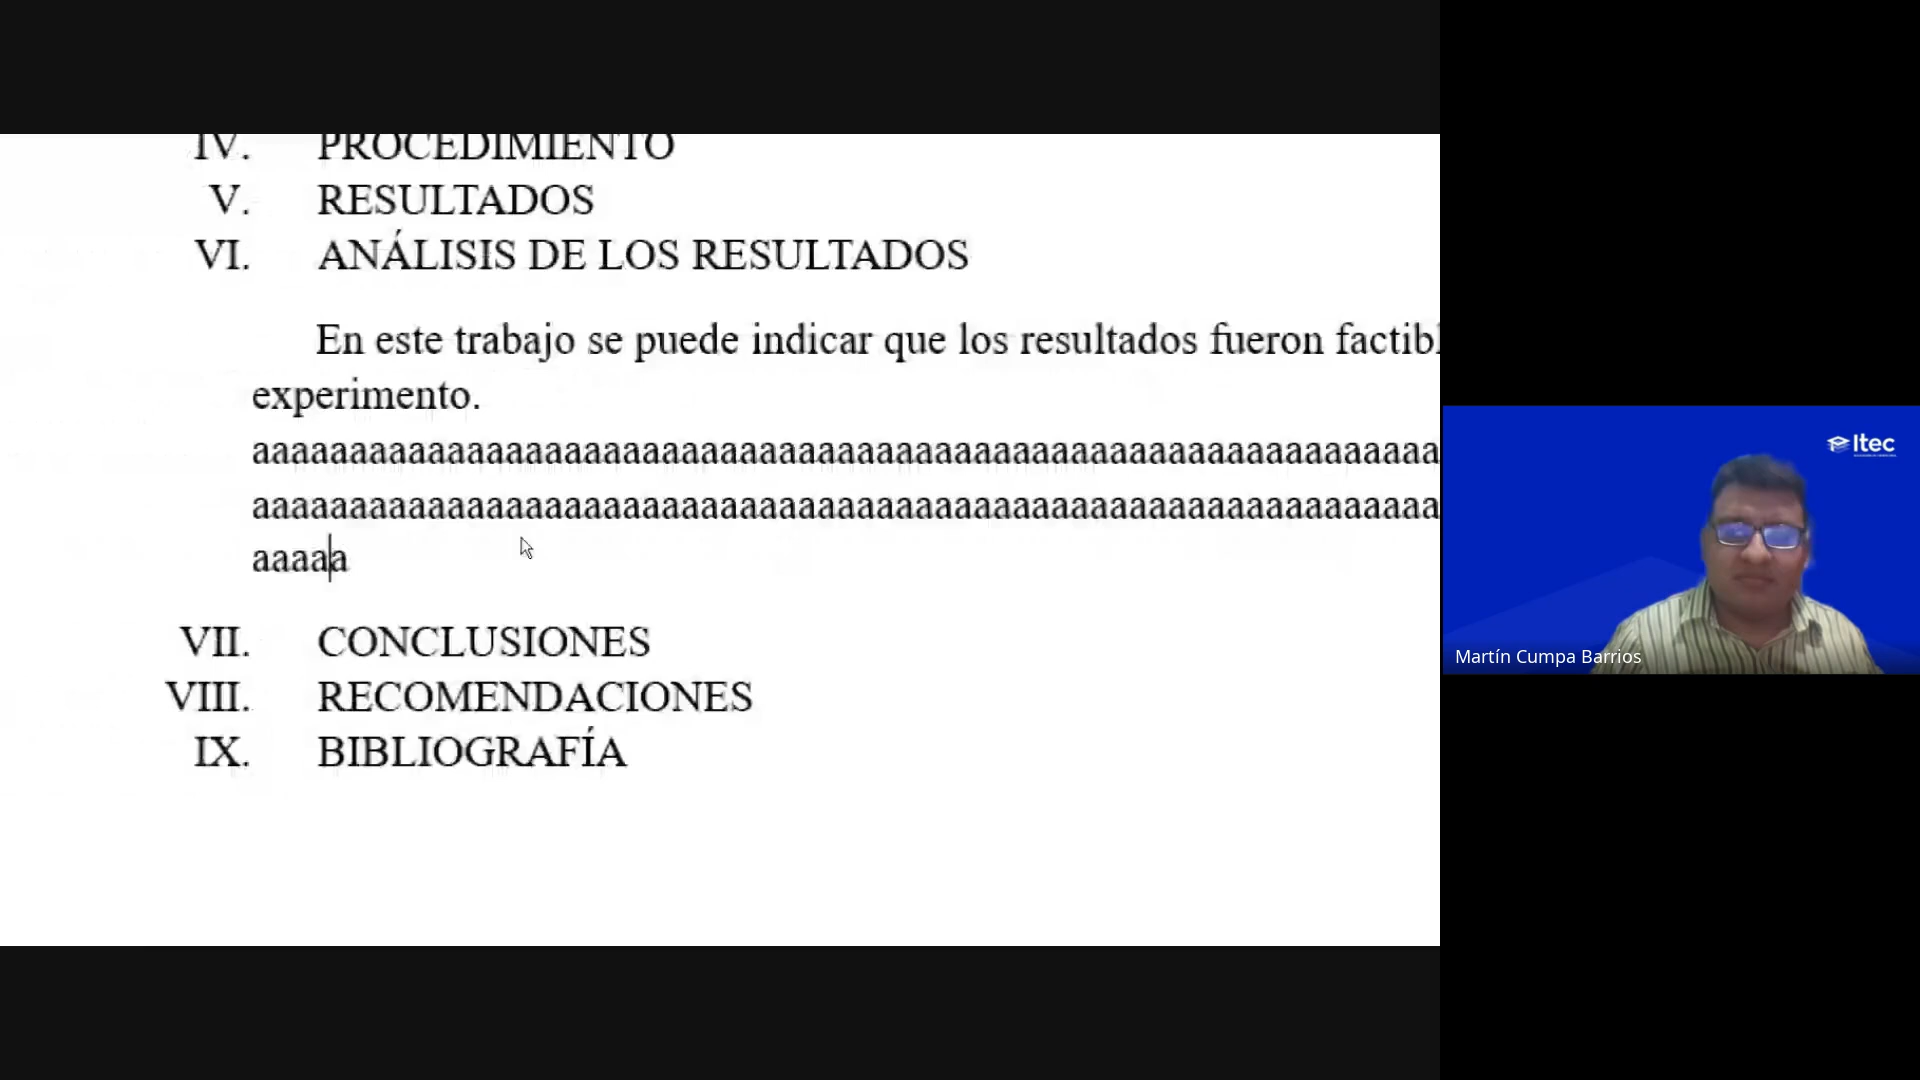 IV. PROCEDIMIENTO
V. RESULTADOS
VI. ANÁLISIS DE LOS RESULTADOS
En este trabajo se puede indicar que los resultados fueron factibl
experimento.
aaaaaaaaaaaaaaaaaaaaaaaaaaaaaaaaaaaaaaaaaaaaaaaaaaaaaaaaaaaaa
aaaaaaaaaaaaaaaaaaaaaaaaaaaaaaaaaaaaaaaaaaaaaaaaaaaaaaaaaaaaa
aaaaa
VII. CONCLUSIONES
VIII. RECOMENDACIONES
IX. BIBLIOGRAFÍA
Itec
Martín Cumpa Barrios